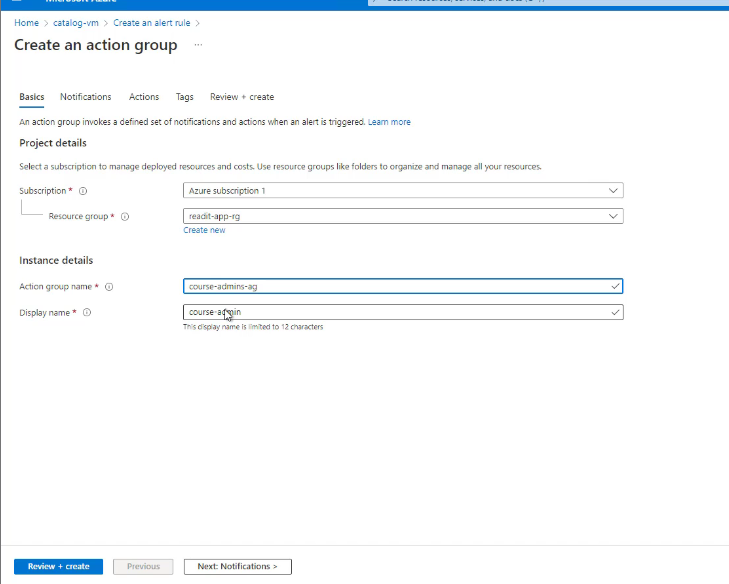 Microsoft Azure
Home > catalog-vm > Create an alert rule >
Create an action group ...
Basics Notifications Actions Tags Review + create
An action group invokes a defined set of notifications and actions when an alert is triggered. Learn more
Project details
Select a subscription to manage deployed resources and costs. Use resource groups like folders to organize and manage all your resources.
Subscription * Azure subscription 1
Resource group * readit-app-rg
Create new
Instance details
Action group name * course-admins-ag
Display name * course-admin
This display name is limited to 12 characters
Review + create Previous Next: Notifications >